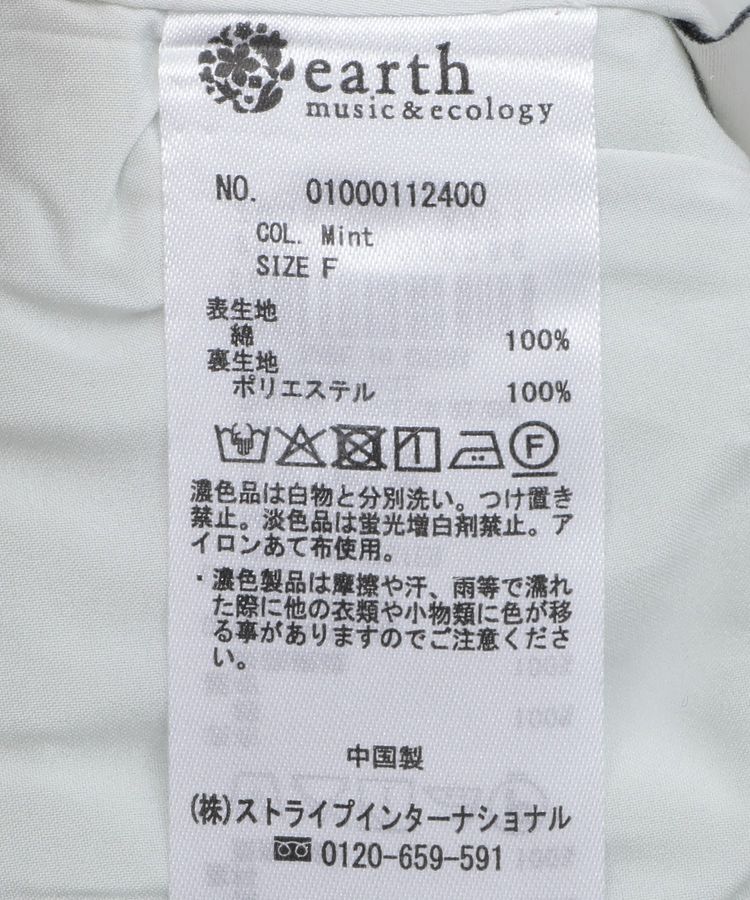 earth
music & ecology
NO. 01000112400
COL. Mint
SIZE F
表生地
綿 100%
裏生地
ポリエステル 100%
F
濃色品は白物と分別洗い。つけ置き
禁止。淡色品は蛍光増白剤禁止。ア
イロンあて布使用。
・濃色製品は摩擦や汗、雨等で濡れ
た際に他の衣類や小物類に色が移
る事がありますのでご注意くださ
い。
中国製
(株)ストライプインターナショナル
0120-659-591